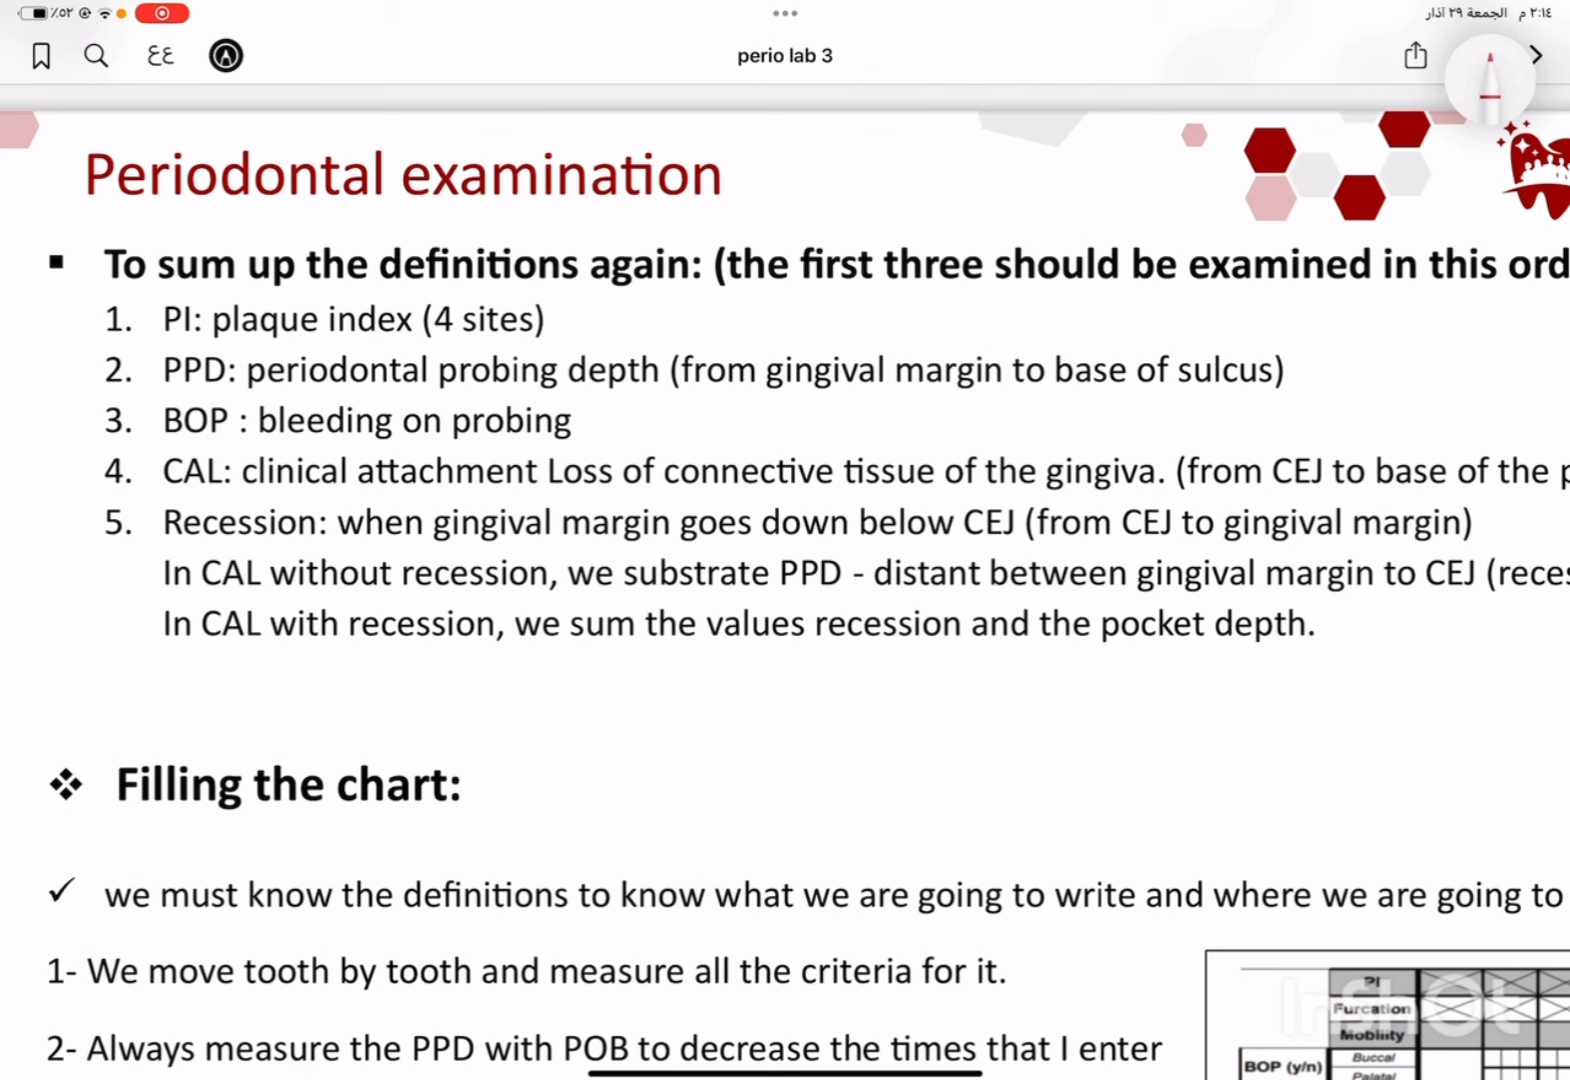 ٪٥٢
٢:١٤ م الجمعة ٢٩ آذار
عع
perio lab 3
Periodontal examination
▪ To sum up the definitions again: (the first three should be examined in this ord
1. PI: plaque index (4 sites)
2. PPD: periodontal probing depth (from gingival margin to base of sulcus)
3. BOP : bleeding on probing
4. CAL: clinical attachment Loss of connective tissue of the gingiva. (from CEJ to base of the p
5. Recession: when gingival margin goes down below CEJ (from CEJ to gingival margin)
In CAL without recession, we substrate PPD - distant between gingival margin to CEJ (reces
In CAL with recession, we sum the values recession and the pocket depth.
❖ Filling the chart:
✓ we must know the definitions to know what we are going to write and where we are going to
1- We move tooth by tooth and measure all the criteria for it.
2- Always measure the PPD with POB to decrease the times that I enter
PI
Furcation
Mobility
BOP (y/n)
Buccal
Palatal
InShOt